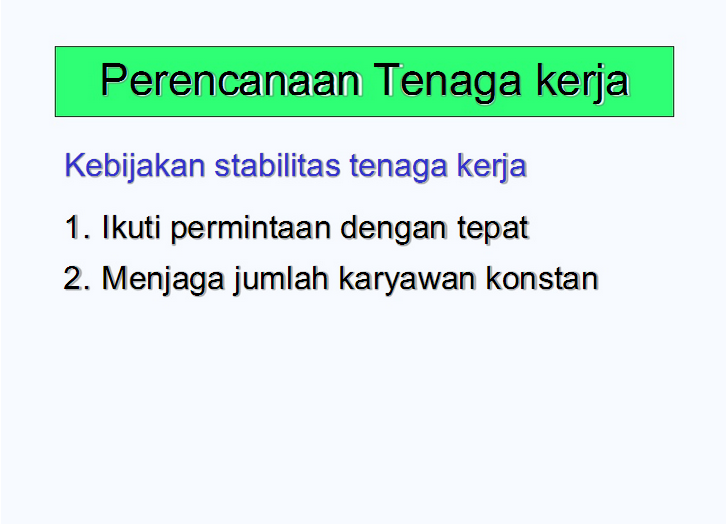 Perencanaan Tenaga kerja
Kebijakan stabilitas tenaga kerja
1. Ikuti permintaan dengan tepat
2. Menjaga jumlah karyawan konstan